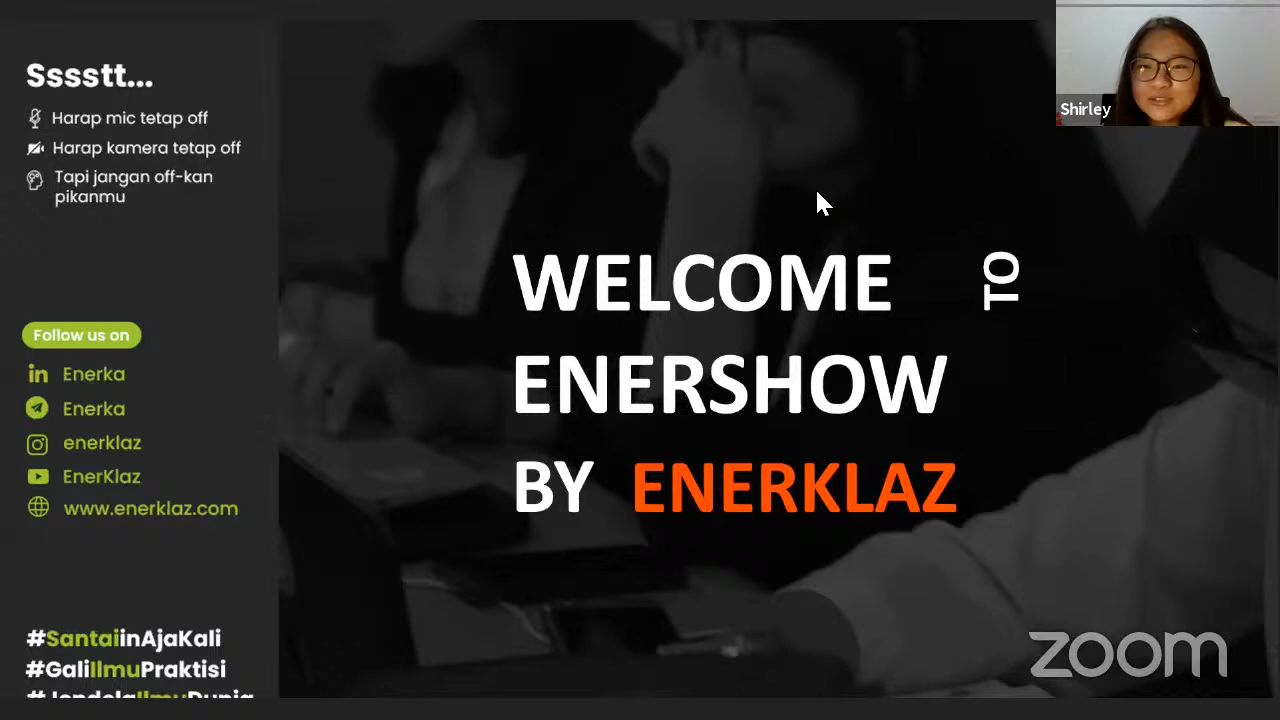 Sssstt...
Harap mic tetap off
Harap kamera tetap off
Tapi jangan off-kan
pikanmu
Follow us on
Enerka
Enerka
enerklaz
EnerKlaz
www.enerklaz.com
#SantaiinAjaKali
#GaliIlmuPraktisi
#JendelaIlmuDunia
WELCOME TO
ENERSHOW
BY ENERKLAZ
Shirley
zoom